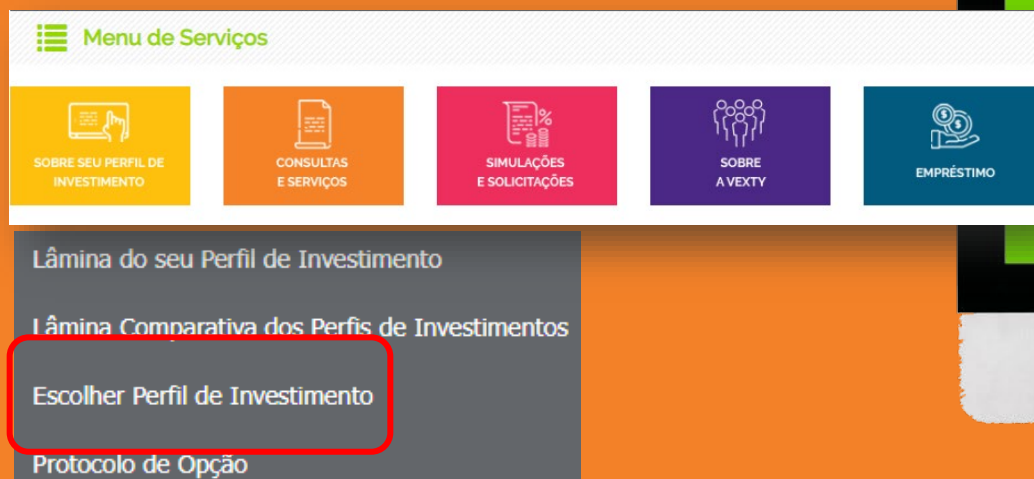 Menu de Serviços
SOBRE SEU PERFIL DE
INVESTIMENTO
CONSULTAS
E SERVIÇOS
SIMULAÇÕES
E SOLICITAÇÕES
SOBRE
A VEXTY
EMPRÉSTIMO
Lâmina do seu Perfil de Investimento
Lâmina Comparativa dos Perfis de Investimentos
Escolher Perfil de Investimento
Protocolo de Opção